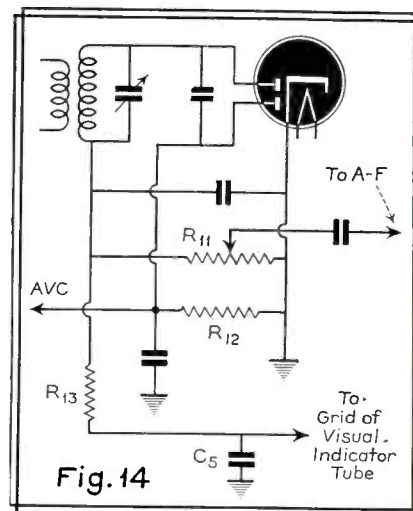 To A-F
R11
AVC
R12
R13
To
Grid of
Visual-
Indicator
Tube
C5
Fig. 14